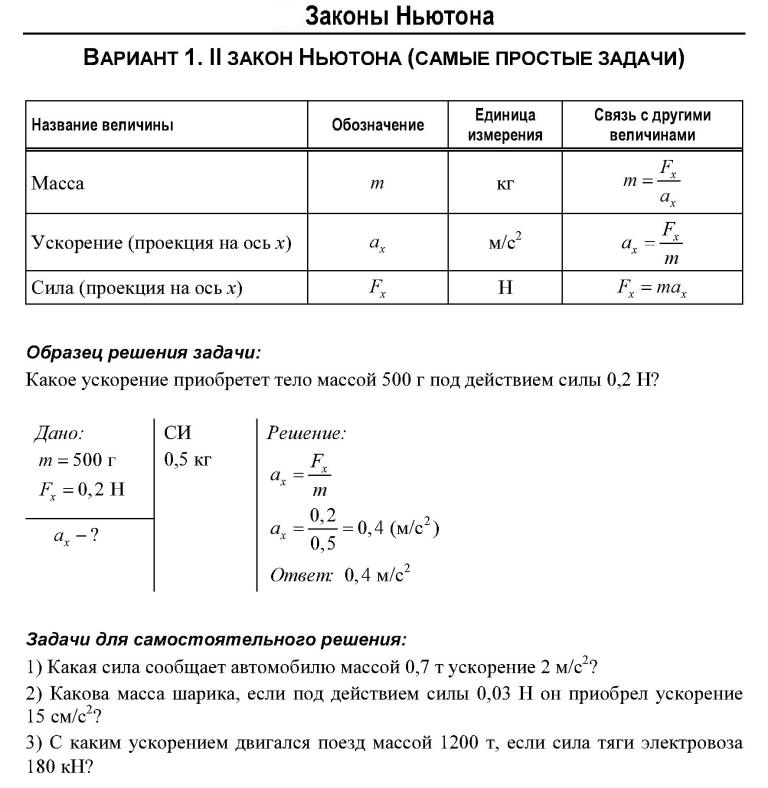 Законы Ньютона
ВАРИАНТ 1. II ЗАКОН НЬЮТОНА (САМЫЕ ПРОСТЫЕ ЗАДАЧИ)
Название величины | Обозначение | Единица измерения | Связь с другими величинами
Масса | m | кг | m = Fₓ/aₓ
Ускорение (проекция на ось x) | aₓ | м/с² | aₓ = Fₓ/m
Сила (проекция на ось x) | Fₓ | Н | Fₓ = maₓ
Образец решения задачи:
Какое ускорение приобретет тело массой 500 г под действием силы 0,2 Н?
Дано:
m = 500 г
Fₓ = 0,2 Н
aₓ – ?
СИ
0,5 кг
Решение:
aₓ = Fₓ/m
aₓ = 0,2/0,5 = 0,4 (м/с²)
Ответ: 0,4 м/с²
Задачи для самостоятельного решения:
1) Какая сила сообщает автомобилю массой 0,7 т ускорение 2 м/с²?
2) Какова масса шарика, если под действием силы 0,03 Н он приобрел ускорение
15 см/с²?
3) С каким ускорением двигался поезд массой 1200 т, если сила тяги электровоза
180 кН?